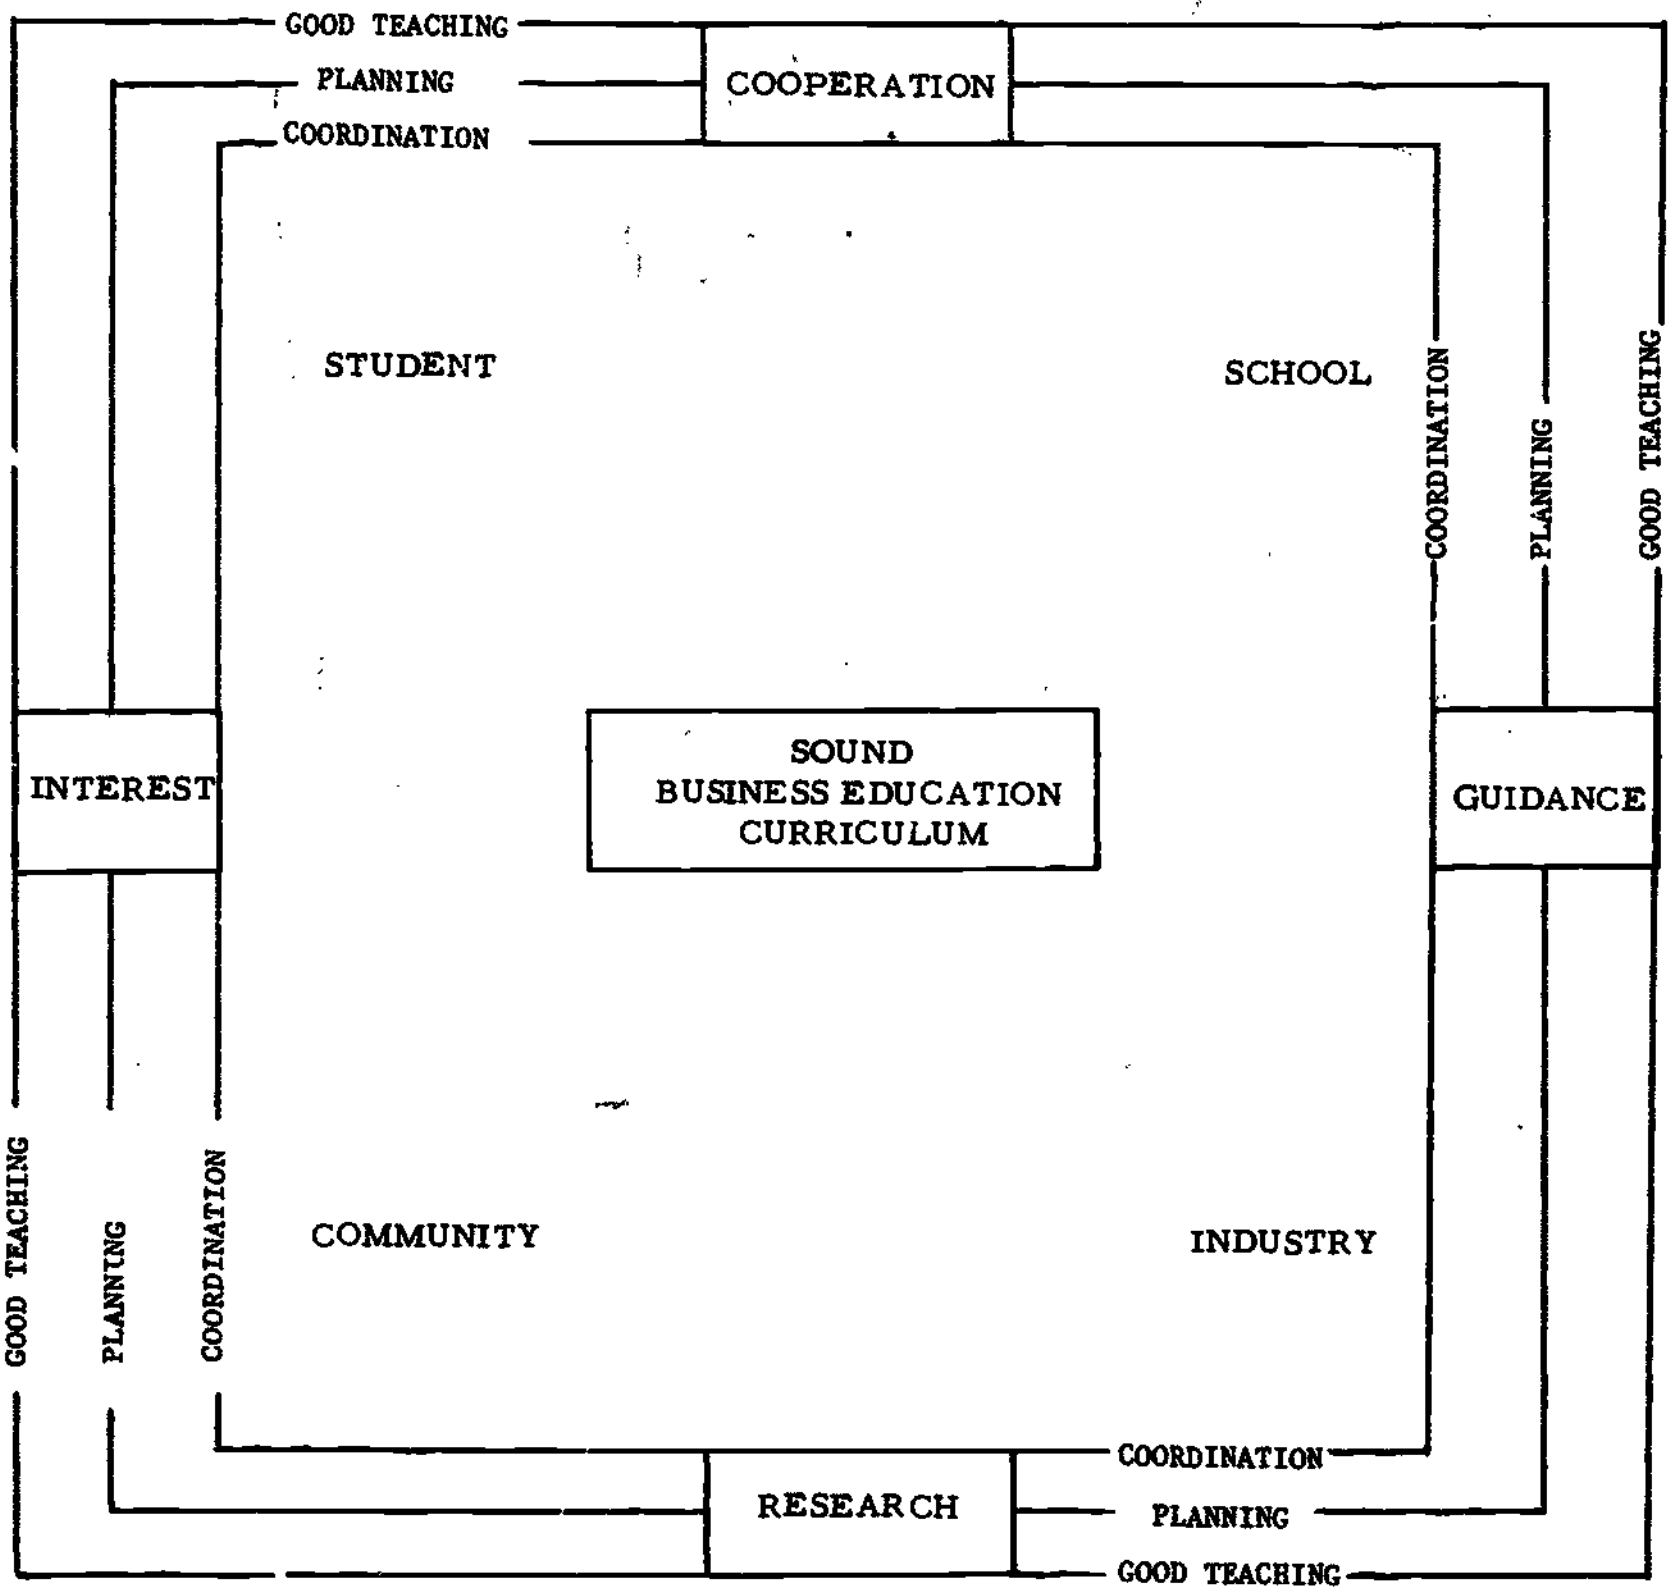 GOOD TEACHING
PLANNING
COOPERATION
COORDINATION
STUDENT
SCHOOL
COORDINATION
PLANNING
GOOD TEACHING
INTEREST
SOUND
BUSINESS EDUCATION
CURRICULUM
GUIDANCE
GOOD TEACHING
PLANNING
COORDINATION
COMMUNITY
INDUSTRY
COORDINATION
RESEARCH
PLANNING
GOOD TEACHING